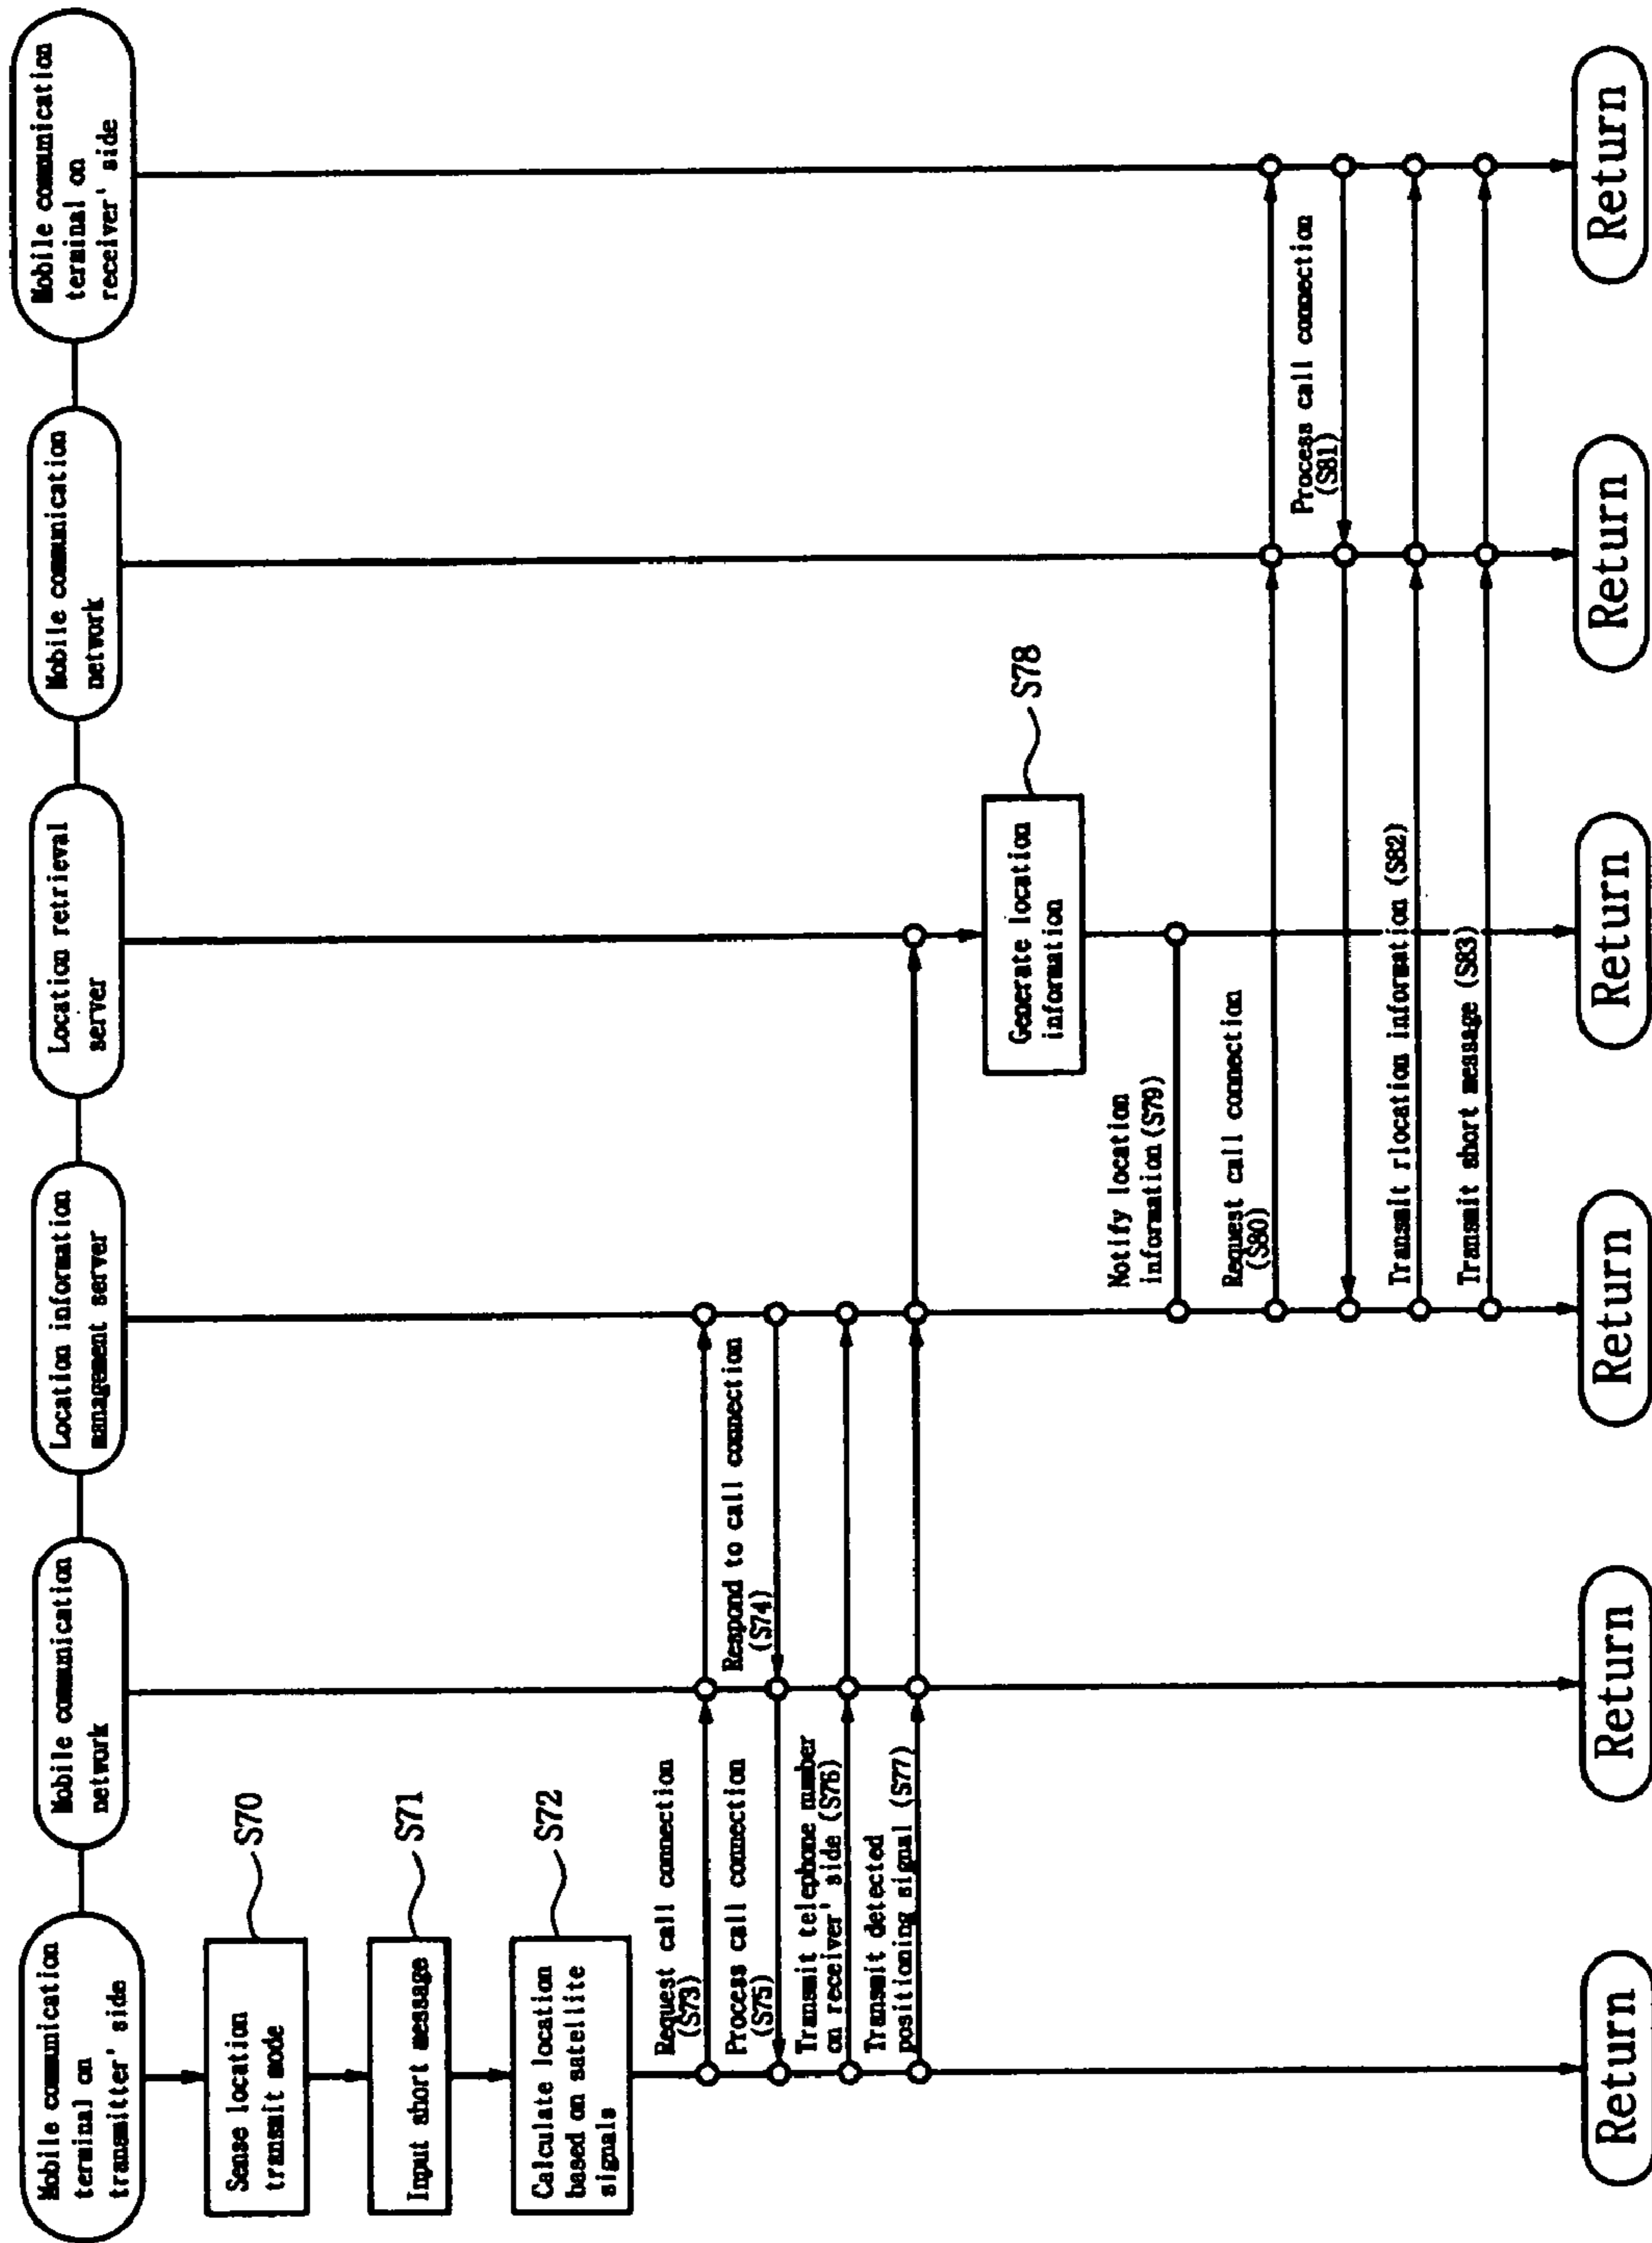 Mobile communication
terminal on
transmitter' side
Mobile communication
network
Location information
management server
Location retrieval
server
Mobile communication
network
Mobile communication
terminal on
receiver' side
Sense location
transmit mode
S70
Input short message
S71
Calculate location
based on satellite
signals
S72
Request call connection
(S73)
Respond to call connection
(S74)
Process call connection
(S75)
Transmit telephone number
on receiver' side (S76)
Transmit detected
positioning signal (S77)
Generate location
information
S78
Notify location
information (S79)
Request call connection
(S80)
Process call connection
(S81)
Transmit rlocation information (S82)
Transmit short message (S83)
Return
Return
Return
Return
Return
Return